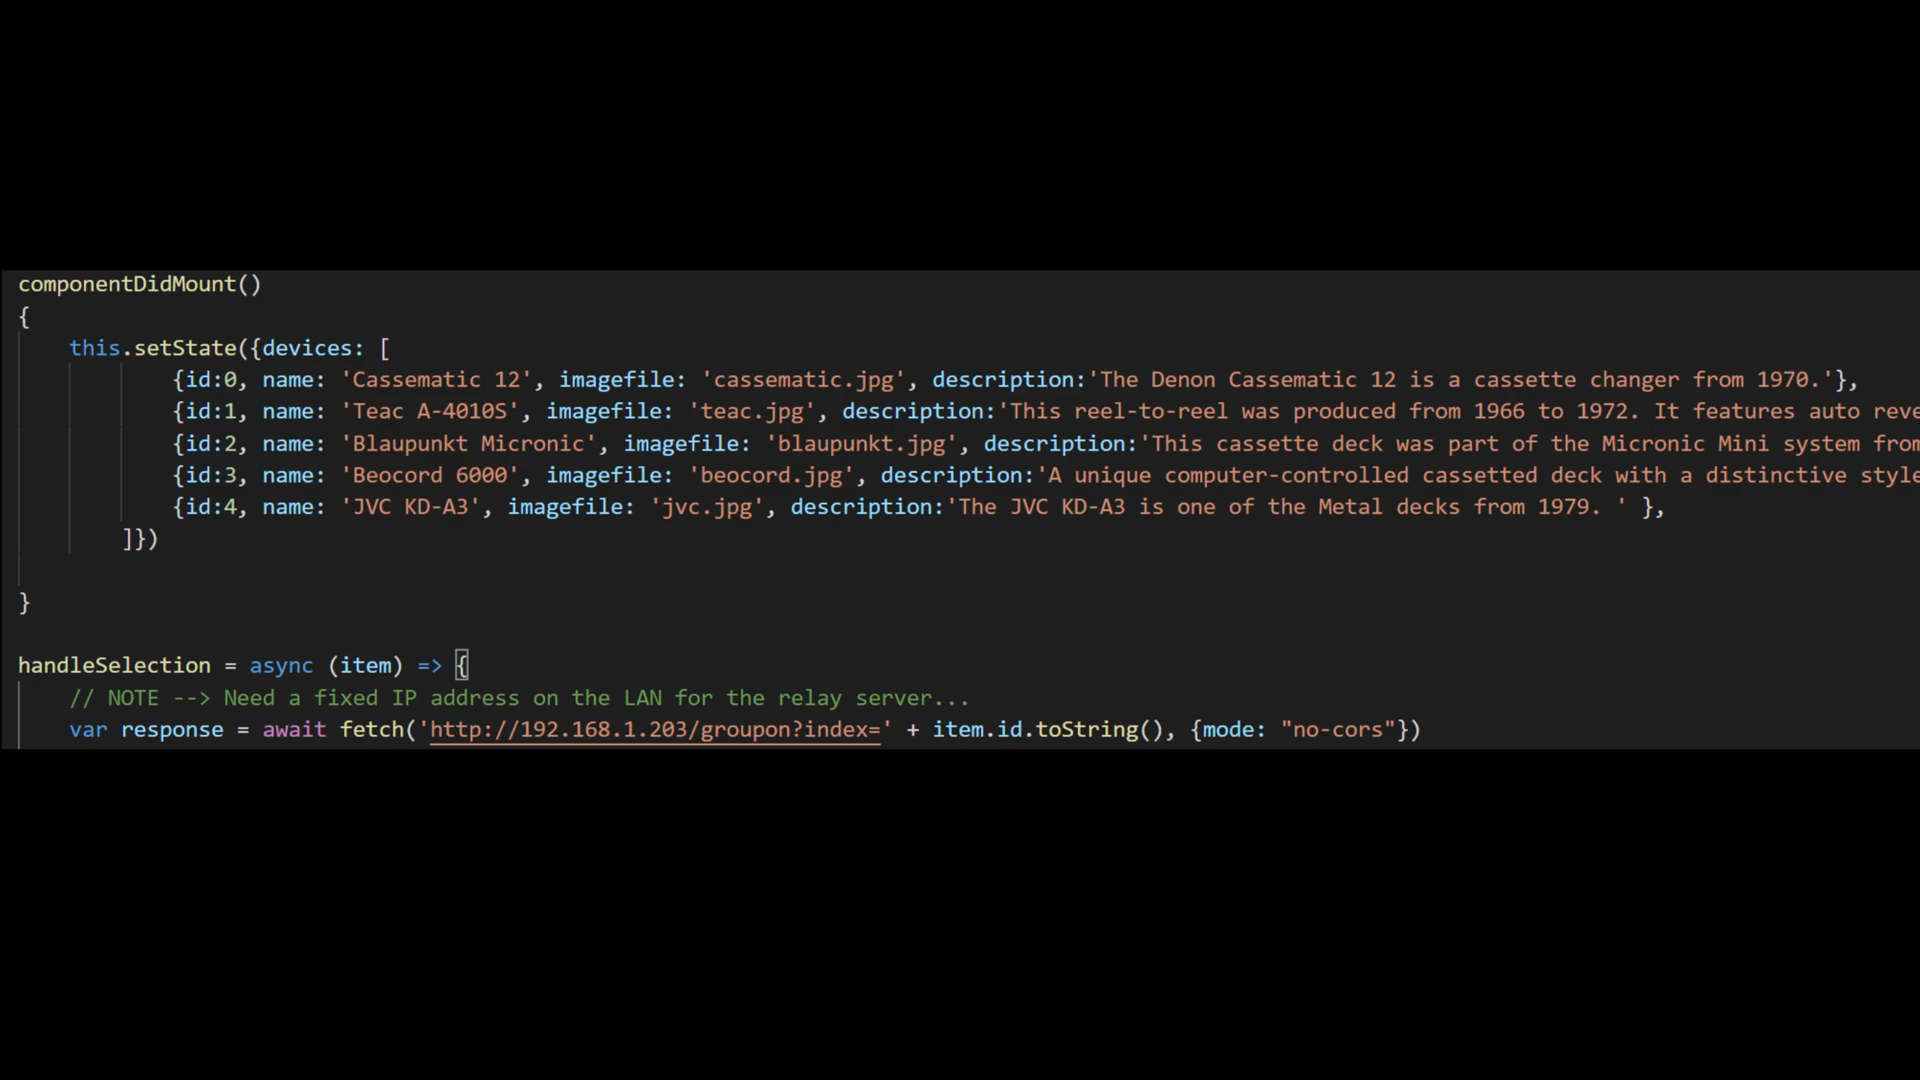 componentDidMount()
{
this.setState({devices: [
{id:0, name: 'Cassematic 12', imagefile: 'cassematic.jpg', description:'The Denon Cassematic 12 is a cassette changer from 1970.'},
{id:1, name: 'Teac A-4010S', imagefile: 'teac.jpg', description:'This reel-to-reel was produced from 1966 to 1972. It features auto reve
{id:2, name: 'Blaupunkt Micronic', imagefile: 'blaupunkt.jpg', description:'This cassette deck was part of the Micronic Mini system from
{id:3, name: 'Beocord 6000', imagefile: 'beocord.jpg', description:'A unique computer-controlled cassetted deck with a distinctive style
{id:4, name: 'JVC KD-A3', imagefile: 'jvc.jpg', description:'The JVC KD-A3 is one of the Metal decks from 1979. ' },
]})
}
handleSelection = async (item) => {
// NOTE --> Need a fixed IP address on the LAN for the relay server...
var response = await fetch('http://192.168.1.203/groupon?index=' + item.id.toString(), {mode: "no-cors"})